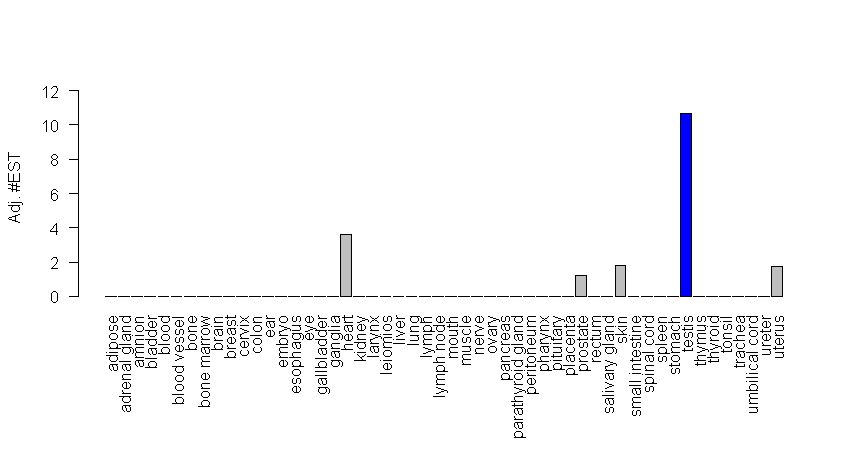 Adj. #EST
12
10
8
6
4
2
0
adipose
adrenal gland
amnion
bladder
blood
blood vessel
bone
bone marrow
brain
breast
cervix
colon
ear
embryo
esophagus
eye
gallbladder
ganglia
heart
kidney
larynx
leiomios
liver
lung
lymph
lymph node
mouth
muscle
nerve
ovary
pancreas
parathyroid gland
peritoneum
pharynx
pituitary
placenta
prostate
rectum
salivary gland
skin
small intestine
spinal cord
spleen
stomach
testis
thymus
thyroid
tonsil
trachea
umbilical cord
ureter
uterus